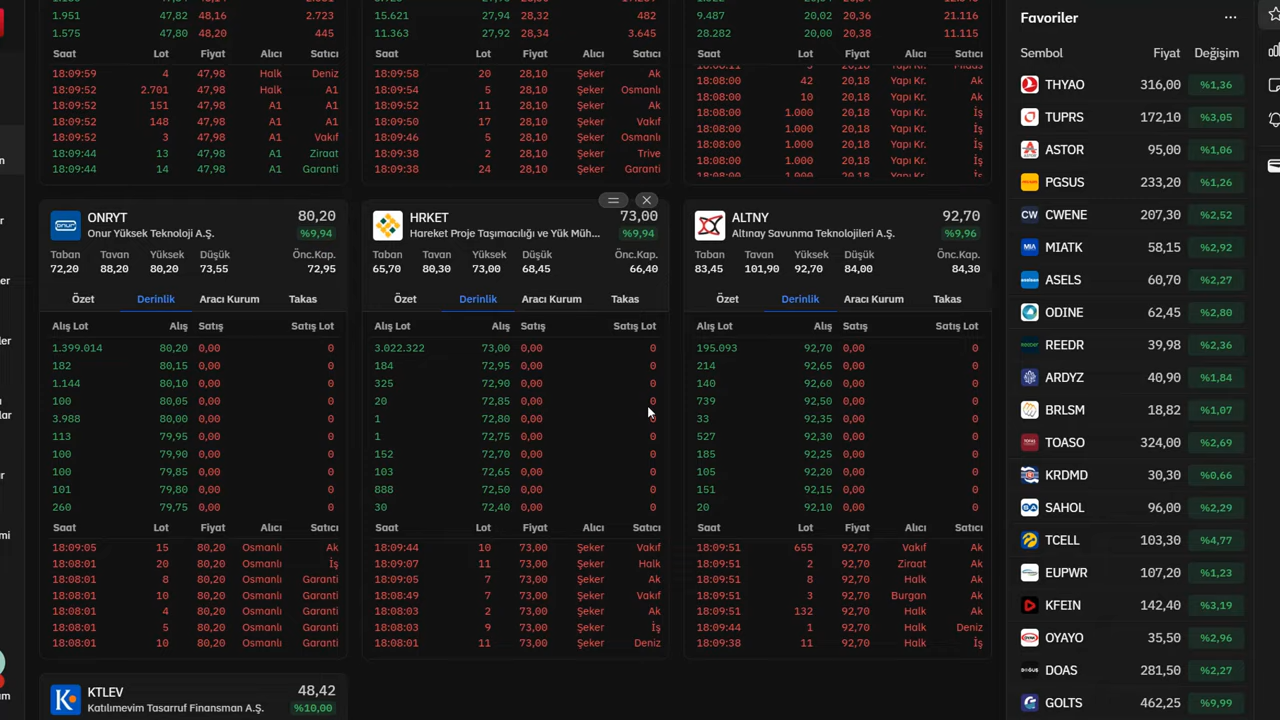 1.951 47,82 48,16 2.723
1.575 47,80 48,20 445
Saat Lot Fiyat Alıcı Satıcı
18:09:59 4 47,98 Halk Deniz
18:09:52 2.701 47,98 Halk A1
18:09:52 151 47,98 A1 A1
18:09:52 148 47,98 A1 A1
18:09:52 3 47,98 A1 Vakıf
18:09:44 13 47,98 A1 Ziraat
18:09:44 14 47,98 A1 Garanti
15.621 27,94 28,32 482
11.363 27,92 28,34 3.645
Saat Lot Fiyat Alıcı Satıcı
18:09:58 20 28,10 Şeker Ak
18:09:54 5 28,10 Şeker Osmanlı
18:09:52 11 28,10 Şeker Ak
18:09:50 17 28,10 Şeker Vakıf
18:09:46 5 28,10 Şeker Osmanlı
18:09:38 2 28,10 Şeker Trive
18:09:38 24 28,10 Şeker Garanti
9.487 20,02 20,36 21.116
28.282 20,00 20,38 11.115
Saat Lot Fiyat Alıcı Satıcı
18:08:00 42 20,18 Yapı Kr. Ak
18:08:00 10 20,18 Yapı Kr. Ak
18:08:00 1.000 20,18 Yapı Kr. İş
18:08:00 1.000 20,18 Yapı Kr. İş
18:08:00 1.000 20,18 Yapı Kr. İş
18:08:00 1.000 20,18 Yapı Kr. İş
18:08:00 1.000 20,18 Yapı Kr. İş
ONRYT 80,20
Onur Yüksek Teknoloji A.Ş. %9,94
Taban Tavan Yüksek Düşük Önc.Kap.
72,20 88,20 80,20 73,55 72,95
Özet Derinlik Aracı Kurum Takas
Alış Lot Alış Satış Satış Lot
1.399.014 80,20 0,00 0
182 80,15 0,00 0
1.144 80,10 0,00 0
100 80,05 0,00 0
3.988 80,00 0,00 0
113 79,95 0,00 0
100 79,90 0,00 0
100 79,85 0,00 0
101 79,80 0,00 0
260 79,75 0,00 0
Saat Lot Fiyat Alıcı Satıcı
18:09:05 15 80,20 Osmanlı Ak
18:08:01 20 80,20 Osmanlı İş
18:08:01 8 80,20 Osmanlı Garanti
18:08:01 10 80,20 Osmanlı Garanti
18:08:01 4 80,20 Osmanlı Garanti
18:08:01 5 80,20 Osmanlı Garanti
18:08:01 10 80,20 Osmanlı Garanti
HRKET 73,00
Hareket Proje Taşımacılığı ve Yük Müh... %9,94
Taban Tavan Yüksek Düşük Önc.Kap.
65,70 80,30 73,00 68,45 66,40
Özet Derinlik Aracı Kurum Takas
Alış Lot Alış Satış Satış Lot
3.022.322 73,00 0,00 0
184 72,95 0,00 0
325 72,90 0,00 0
20 72,85 0,00 0
1 72,80 0,00 0
1 72,75 0,00 0
152 72,70 0,00 0
103 72,65 0,00 0
888 72,50 0,00 0
30 72,40 0,00 0
Saat Lot Fiyat Alıcı Satıcı
18:09:44 10 73,00 Şeker Vakıf
18:09:07 11 73,00 Şeker Halk
18:09:05 7 73,00 Şeker Ak
18:08:49 7 73,00 Şeker Vakıf
18:08:03 2 73,00 Şeker Ak
18:08:03 9 73,00 Şeker İş
18:08:01 11 73,00 Şeker Deniz
ALTNY 92,70
Altınay Savunma Teknolojileri A.Ş. %9,96
Taban Tavan Yüksek Düşük Önc.Kap.
83,45 101,90 92,70 84,00 84,30
Özet Derinlik Aracı Kurum Takas
Alış Lot Alış Satış Satış Lot
195.093 92,70 0,00 0
214 92,65 0,00 0
140 92,60 0,00 0
739 92,50 0,00 0
33 92,35 0,00 0
527 92,30 0,00 0
185 92,25 0,00 0
105 92,20 0,00 0
151 92,15 0,00 0
20 92,10 0,00 0
Saat Lot Fiyat Alıcı Satıcı
18:09:51 655 92,70 Vakıf Ak
18:09:51 2 92,70 Ziraat Ak
18:09:51 8 92,70 Halk Ak
18:09:51 3 92,70 Burgan Ak
18:09:51 132 92,70 Halk Ak
18:09:44 1 92,70 Halk Deniz
18:09:38 11 92,70 Halk İş
KTLEV 48,42
Katılımevim Tasarruf Finansman A.Ş. %10,00
Favoriler ...
Sembol Fiyat Değişim
THYAO 316,00 %1,36
TUPRS 172,10 %3,05
ASTOR 95,00 %1,06
PGSUS 233,20 %1,26
CW CWENE 207,30 %2,52
MIA MIATK 58,15 %2,92
ASELS 60,70 %2,27
ODINE 62,45 %2,80
REEDR 39,98 %2,36
ARDYZ 40,90 %1,84
BRLSM 18,82 %1,07
TOASO 324,00 %2,69
KRDMD 30,30 %0,66
SA SAHOL 96,00 %2,29
TCELL 103,30 %4,77
EUPWR 107,20 %1,23
KFEIN 142,40 %3,19
OYAYO 35,50 %2,96
DOAS 281,50 %2,27
GOLTS 462,25 %9,99